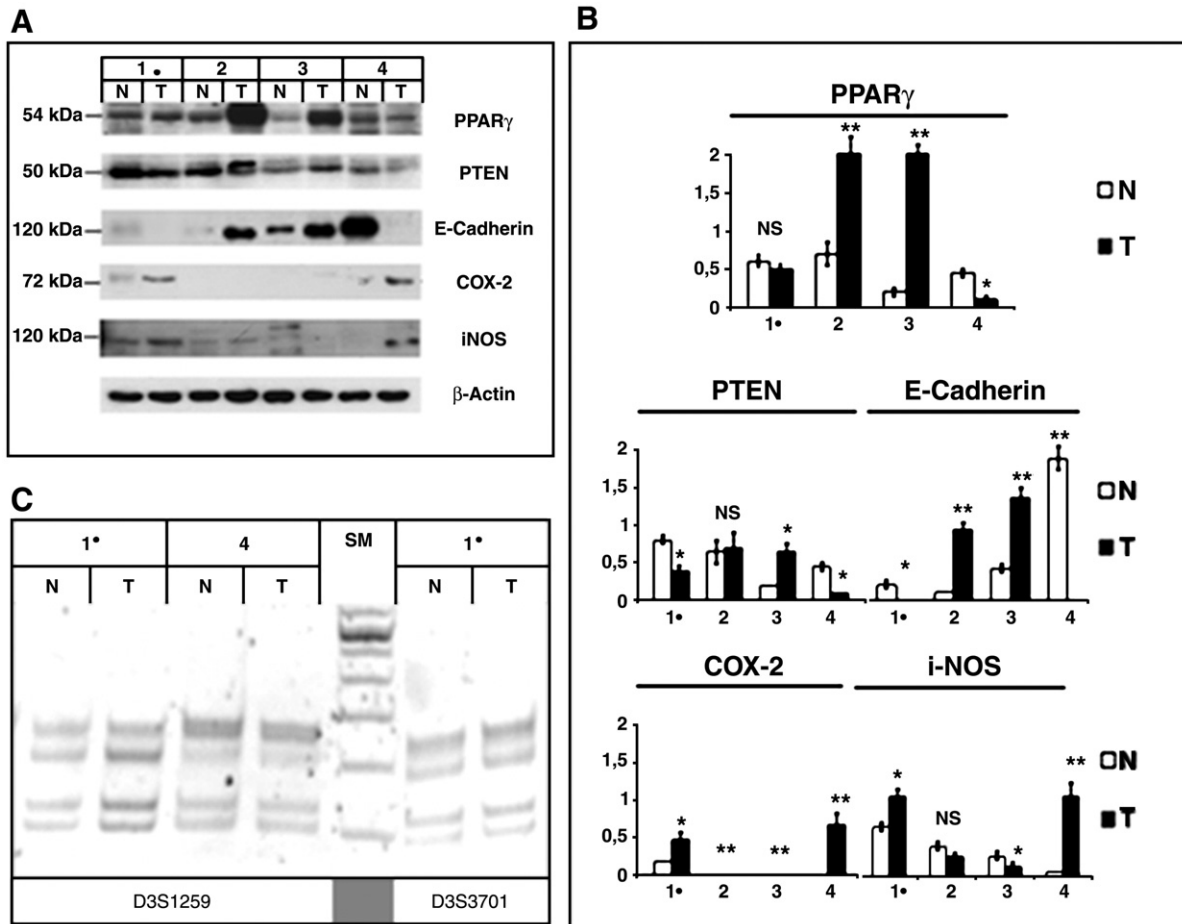 A
1 • 2 3 4
N T N T N T N T
54 kDa PPARγ
50 kDa PTEN
120 kDa E-Cadherin
72 kDa COX-2
120 kDa iNOS
β-Actin
B
PPARγ
2
1,5
1
0,5
0
NS ** ** *
1• 2 3 4
N
T
PTEN E-Cadherin
2
1,5
1
0,5
0
* NS * * * ** ** **
1• 2 3 4 1• 2 3 4
N
T
COX-2 i-NOS
2
1,5
1
0,5
0
* ** ** ** * NS * **
1• 2 3 4 1• 2 3 4
N
T
C
1• 4 SM 1•
N T N T N T
D3S1259 D3S3701